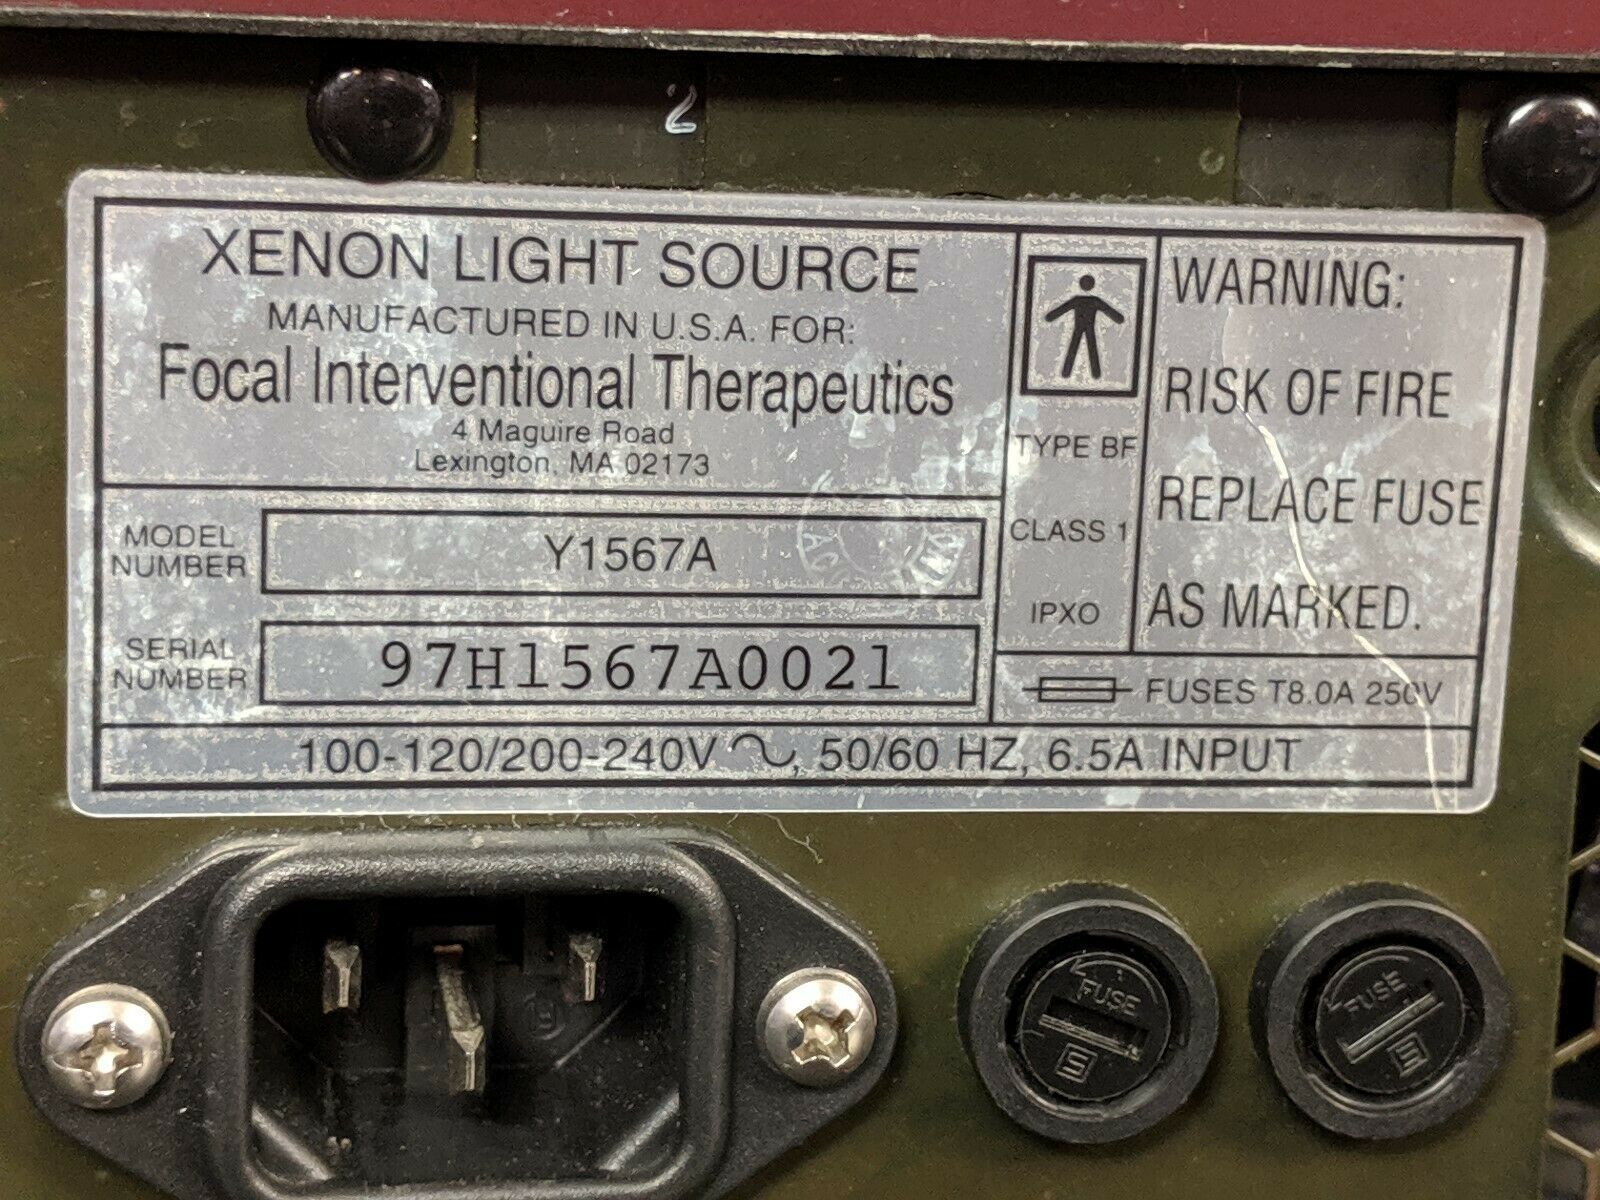 2
XENON LIGHT SOURCE
MANUFACTURED IN U.S.A. FOR:
Focal Interventional Therapeutics
4 Maguire Road
Lexington, MA 02173
MODEL NUMBER
Y1567A
SERIAL NUMBER
97H1567A0021
TYPE BF
CLASS 1
IPXO
WARNING:
RISK OF FIRE
REPLACE FUSE
AS MARKED.
FUSES T8.0A 250V
100-120/200-240V ~, 50/60 HZ, 6.5A INPUT
FUSE
FUSE